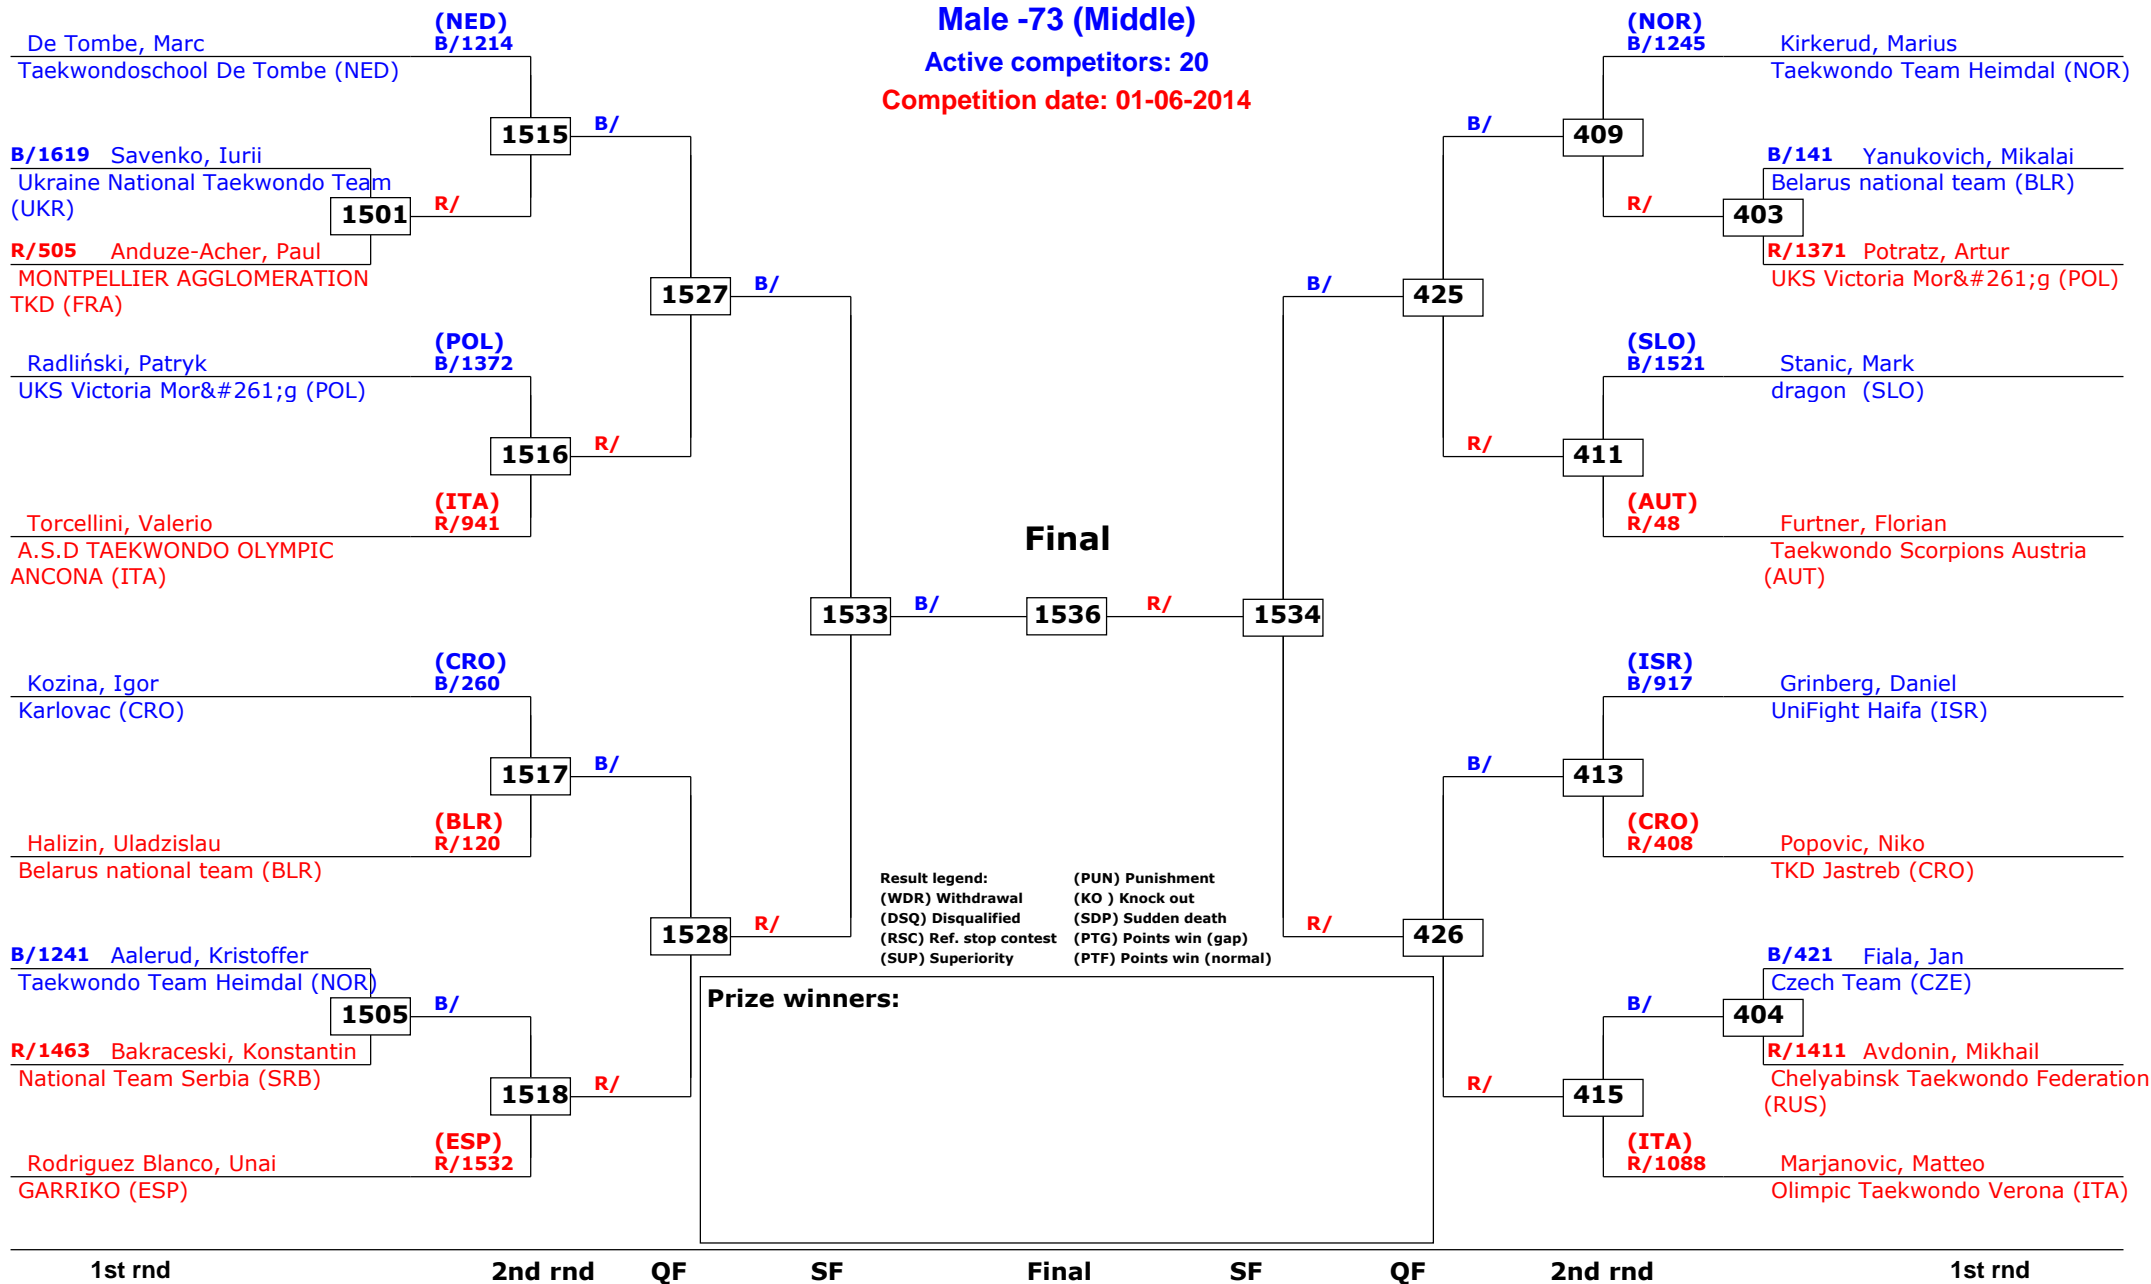 Male -73 (Middle)
Active competitors: 20
Competition date: 01-06-2014
(NED)
De Tombe, Marc B/1214
Taekwondoschool De Tombe (NED)
1515 B/
B/1619 Savenko, Iurii
Ukraine National Taekwondo Team
(UKR)
1501 R/
R/505 Anduze-Acher, Paul
MONTPELLIER AGGLOMERATION
TKD (FRA)
1527 B/
(POL)
Radliński, Patryk B/1372
UKS Victoria Mor&#261;g (POL)
1516 R/
(ITA)
Torcellini, Valerio R/941
A.S.D TAEKWONDO OLYMPIC
ANCONA (ITA)
1533 B/
(CRO)
Kozina, Igor B/260
Karlovac (CRO)
1517 B/
(BLR)
Halizin, Uladzislau R/120
Belarus national team (BLR)
1528 R/
B/1241 Aalerud, Kristoffer
Taekwondo Team Heimdal (NOR)
1505 B/
R/1463 Bakraceski, Konstantin
National Team Serbia (SRB)
1518 R/
(ESP)
Rodriguez Blanco, Unai R/1532
GARRIKO (ESP)
Final
1536
(NOR)
B/1245 Kirkerud, Marius
Taekwondo Team Heimdal (NOR)
B/ 409
B/141 Yanukovich, Mikalai
Belarus national team (BLR)
R/ 403
R/1371 Potratz, Artur
UKS Victoria Mor&#261;g (POL)
B/ 425
(SLO)
B/1521 Stanic, Mark
dragon (SLO)
R/ 411
(AUT)
R/48 Furtner, Florian
Taekwondo Scorpions Austria
(AUT)
R/ 1534
(ISR)
B/917 Grinberg, Daniel
UniFight Haifa (ISR)
B/ 413
(CRO)
R/408 Popovic, Niko
TKD Jastreb (CRO)
R/ 426
B/421 Fiala, Jan
Czech Team (CZE)
B/ 404
R/1411 Avdonin, Mikhail
Chelyabinsk Taekwondo Federation
(RUS)
R/ 415
(ITA)
R/1088 Marjanovic, Matteo
Olimpic Taekwondo Verona (ITA)
Result legend: (PUN) Punishment
(WDR) Withdrawal (KO ) Knock out
(DSQ) Disqualified (SDP) Sudden death
(RSC) Ref. stop contest (PTG) Points win (gap)
(SUP) Superiority (PTF) Points win (normal)
Prize winners:
1st rnd 2nd rnd QF SF Final SF QF 2nd rnd 1st rnd